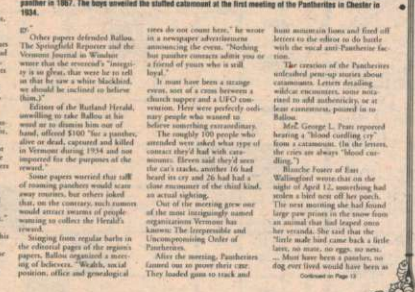 panther in 1867. The boys unveiled the stuffed catamount at the first meeting of the Pantherites in Chester in
1934.
Other papers defended Ballou.
The Springfield Reporter and the
Vermont Journal in Windsor
wrote that the reverend's "integri-
ty is so great, that were he to tell
us that he saw a white blackbird,
we should be inclined to believe
him.)"
Editors of the Rutland Herald,
unwilling to take Ballou at his
word or to dismiss him out of
hand, offered $100 "for a panther,
alive or dead, captured and killed
in Vermont during 1934 and not
imported for the purposes of the
reward.
Some papers worried that talk
of roaming panthers would scare
away tourists, but others noted
that, on the contrary, such rumors
would attract swarms of people
wanting to collect the Herald's
reward.
Stinging from regular barbs in
the editorial pages of the region's
papers, Ballou organized a meet-
ing of believers. "Wealth, social
position, office and genealogical
trees do not count here," he wrote
in a newspaper advertisement
announcing the event. "Nothing
but panther contacts admit you or
a friend of yours who is still
loyal."
It must have been a strange
event, sort of a cross between a
church supper and a UFO con-
vention. Here were perfectly ordi-
nary people who wanted to
believe something extraordinary.
The roughly 100 people who
attended were asked what type of
contact they'd had with cata-
mounts. Eleven said they'd seen
the cat's tracks, another 16 had
heard its cry and 26 had had a
close encounter of the third kind,
an actual sighting.
Out of the meeting grew one
of the most intriguingly named
organizations Vermont has
known: The Irrepressible and
Uncompromising Order of
Pantherites.
After the meeting, Pantherites
fanned out to prove their case.
They loaded guns to track and
hunt mountain lions and fired off
letters to the editor to do battle
with the vocal anti-Pantherite fac-
tion.
The creation of the Pantherites
unleashed pent-up stories about
catamounts. Letters detailing
wildcat encounters, some nota-
rized to add authenticity, or at
least earnestness, poured in to
Ballou.
Mrs. George L. Fran reported
hearing a "blood curdling cry"
from a catamount. (In the letters,
the cries are always "blood cur-
dling.")
Blanche Foster of East
Wallingford wrote that on the
night of April 12, something had
stolen a bird nest off her porch.
The next morning she had found
large paw prints in the snow from
an animal that had leaped onto
her veranda. She said that the
"little male bird came back a little
later, no mate, no eggs, no nest.
... Must have been a panther, no
dog ever lived would have been as
Continued on Page 13